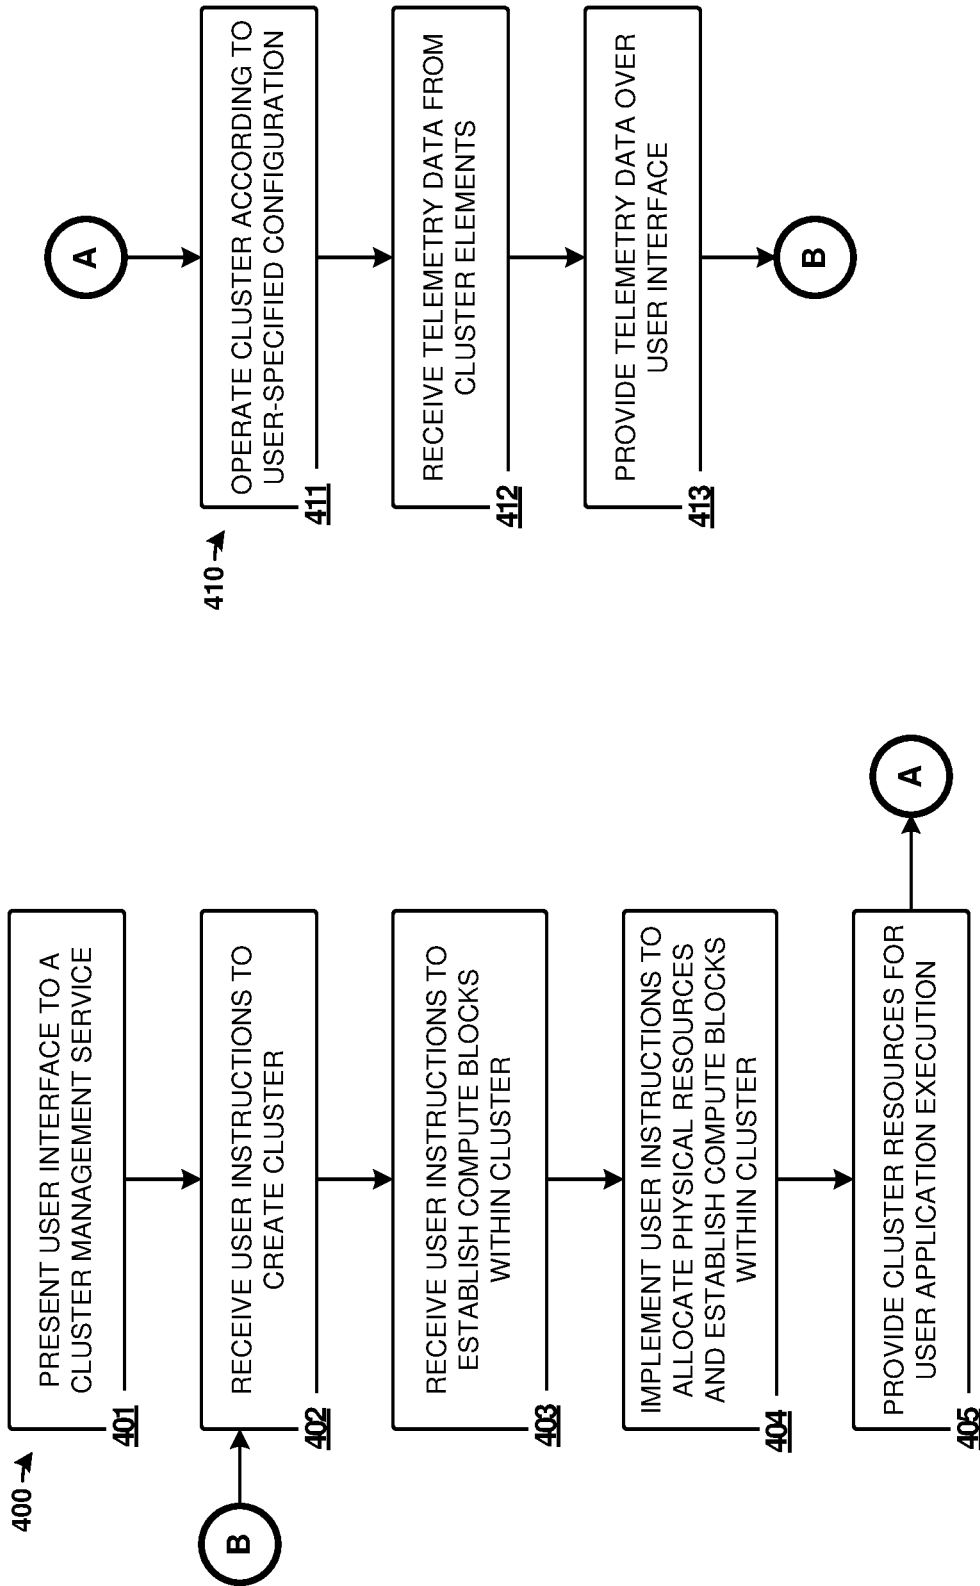 400
PRESENT USER INTERFACE TO A
CLUSTER MANAGEMENT SERVICE
401
B
RECEIVE USER INSTRUCTIONS TO
CREATE CLUSTER
402
RECEIVE USER INSTRUCTIONS TO
ESTABLISH COMPUTE BLOCKS
WITHIN CLUSTER
403
IMPLEMENT USER INSTRUCTIONS TO
ALLOCATE PHYSICAL RESOURCES
AND ESTABLISH COMPUTE BLOCKS
WITHIN CLUSTER
404
PROVIDE CLUSTER RESOURCES FOR
USER APPLICATION EXECUTION
405
A
A
410
OPERATE CLUSTER ACCORDING TO
USER-SPECIFIED CONFIGURATION
411
RECEIVE TELEMETRY DATA FROM
CLUSTER ELEMENTS
412
PROVIDE TELEMETRY DATA OVER
USER INTERFACE
413
B